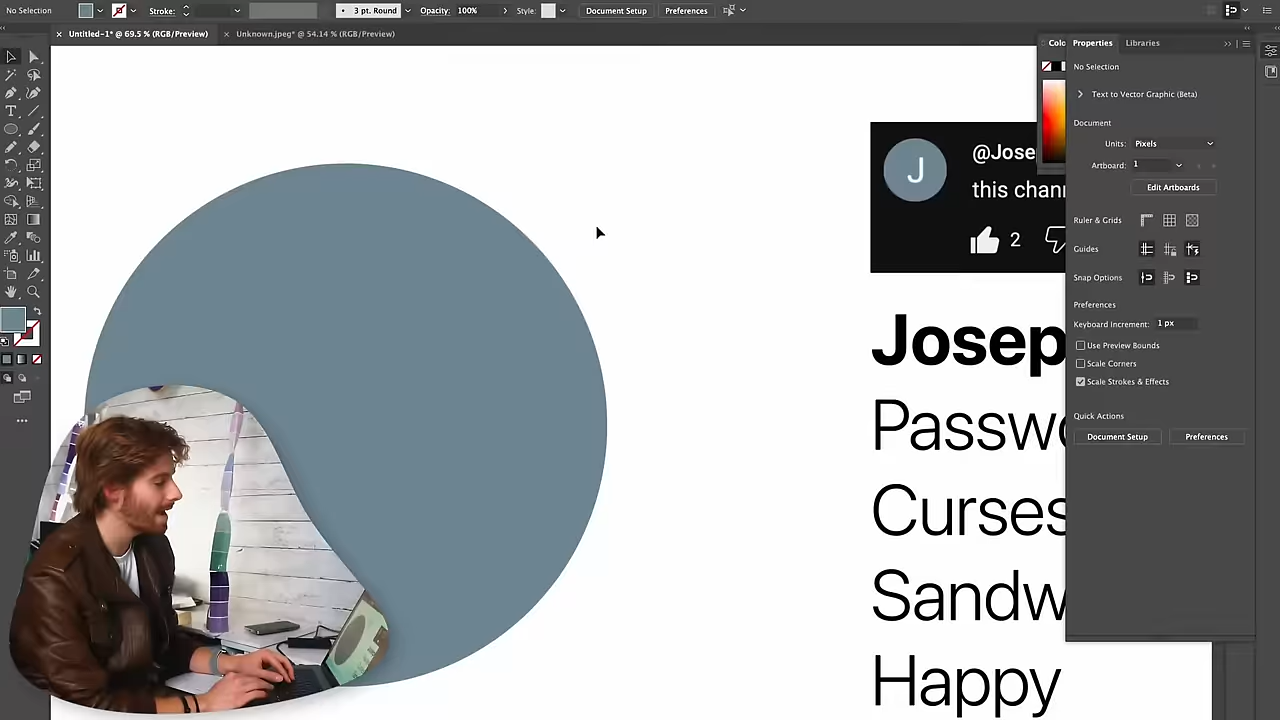 No Selection
Stroke:
3 pt. Round
Opacity: 100%
Style:
Document Setup
Preferences
× Untitled-1* @ 69.5 % (RGB/Preview)
× Unknown.jpeg* @ 54.14 % (RGB/Preview)
Colo
Properties
Libraries
No Selection
Text to Vector Graphic (Beta)
Document
Units: Pixels
Artboard: 1
Edit Artboards
Ruler & Grids
Guides
Snap Options
Preferences
Keyboard Increment: 1 px
Use Preview Bounds
Scale Corners
Scale Strokes & Effects
Quick Actions
Document Setup
Preferences
J
@Jose
this chan
2
Josep
Passwo
Curses
Sandw
Happy